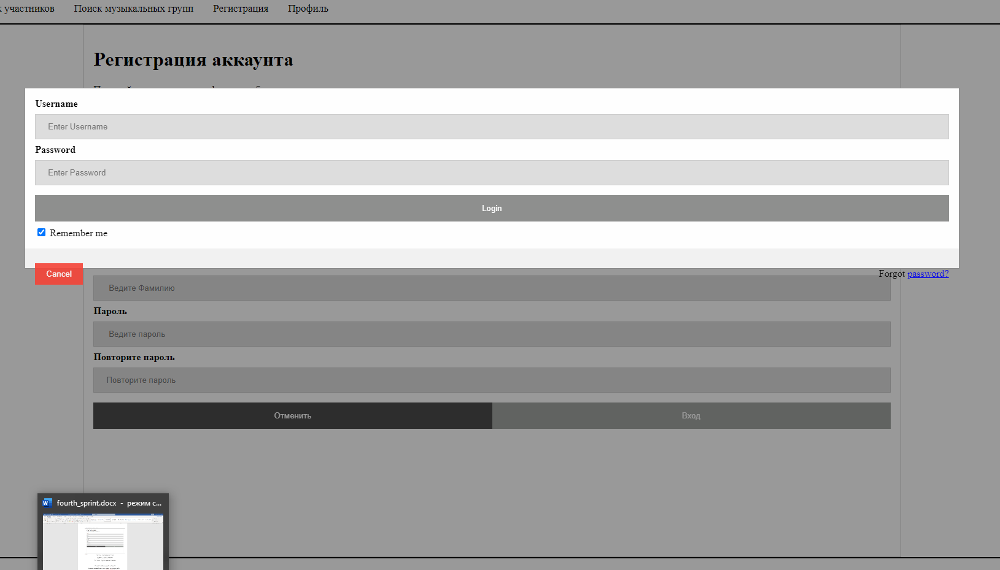 участников Поиск музыкальных групп Регистрация Профиль
Регистрация аккаунта
Username
Enter Username
Password
Enter Password
Login
Remember me
Cancel
Forgot password?
Ведите Фамилию
Пароль
Ведите пароль
Повторите пароль
Повторите пароль
Отменить Вход
fourth_sprint.docx - режим с...